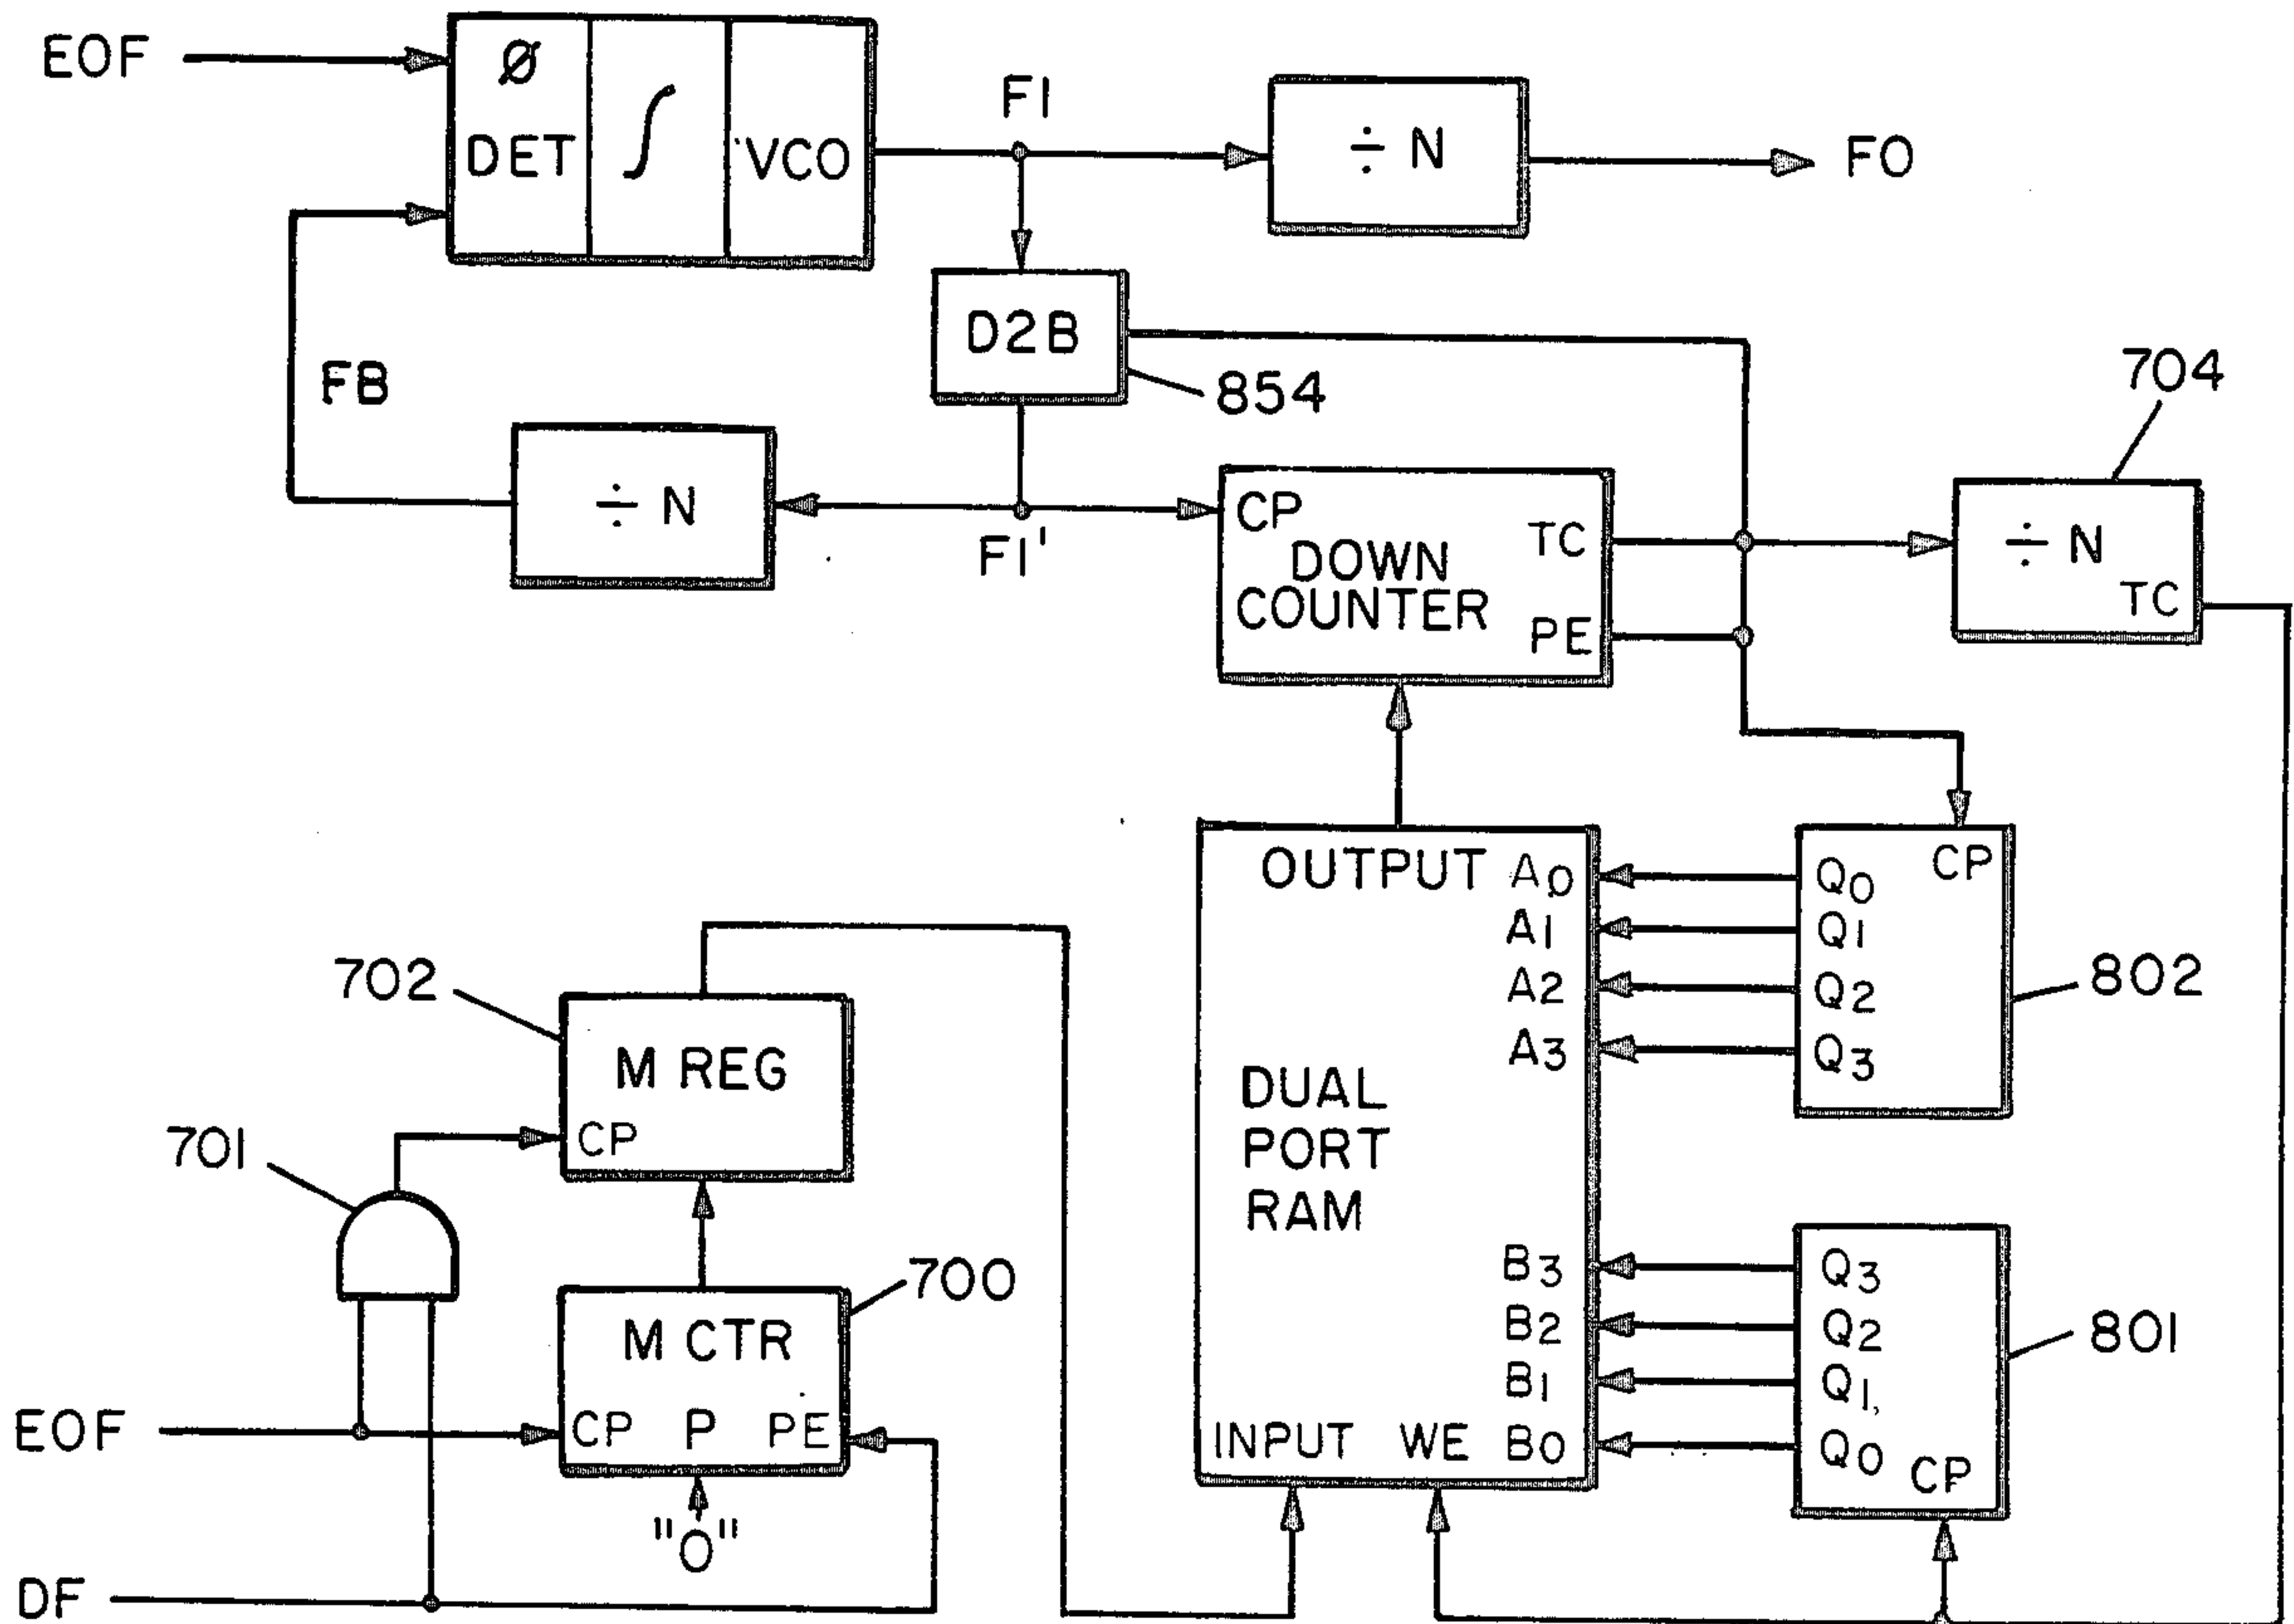 EOF
Ø
DET
∫
VCO
F1
÷ N
FO
D2B
854
FB
÷ N
F1'
CP
DOWN
COUNTER
TC
PE
704
÷ N
TC
OUTPUT
A0
A1
A2
A3
DUAL
PORT
RAM
B3
B2
B1
B0
INPUT
WE
CP
Q0
Q1
Q2
Q3
802
Q3
Q2
Q1
Q0
CP
801
702
M REG
CP
701
700
M CTR
CP P PE
"O"
EOF
DF